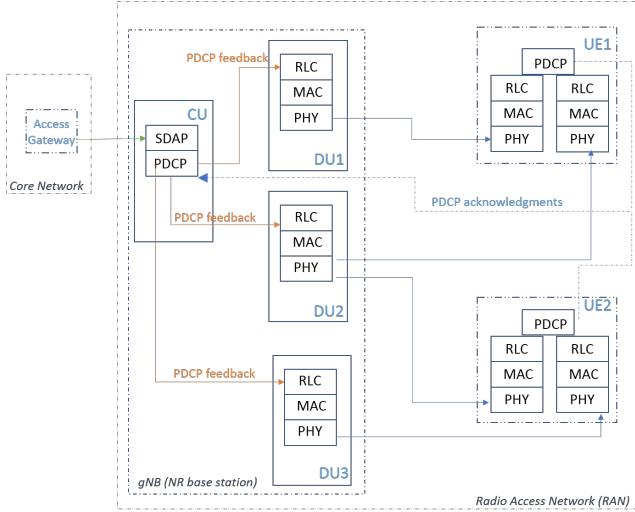 Access
Gateway
Core Network
CU
SDAP
PDCP
PDCP feedback
RLC
MAC
PHY
DU1
PDCP feedback
RLC
MAC
PHY
DU2
PDCP feedback
RLC
MAC
PHY
DU3
gNB (NR base station)
UE1
PDCP
RLC
MAC
PHY
RLC
MAC
PHY
PDCP acknowledgments
UE2
PDCP
RLC
MAC
PHY
RLC
MAC
PHY
Radio Access Network (RAN)